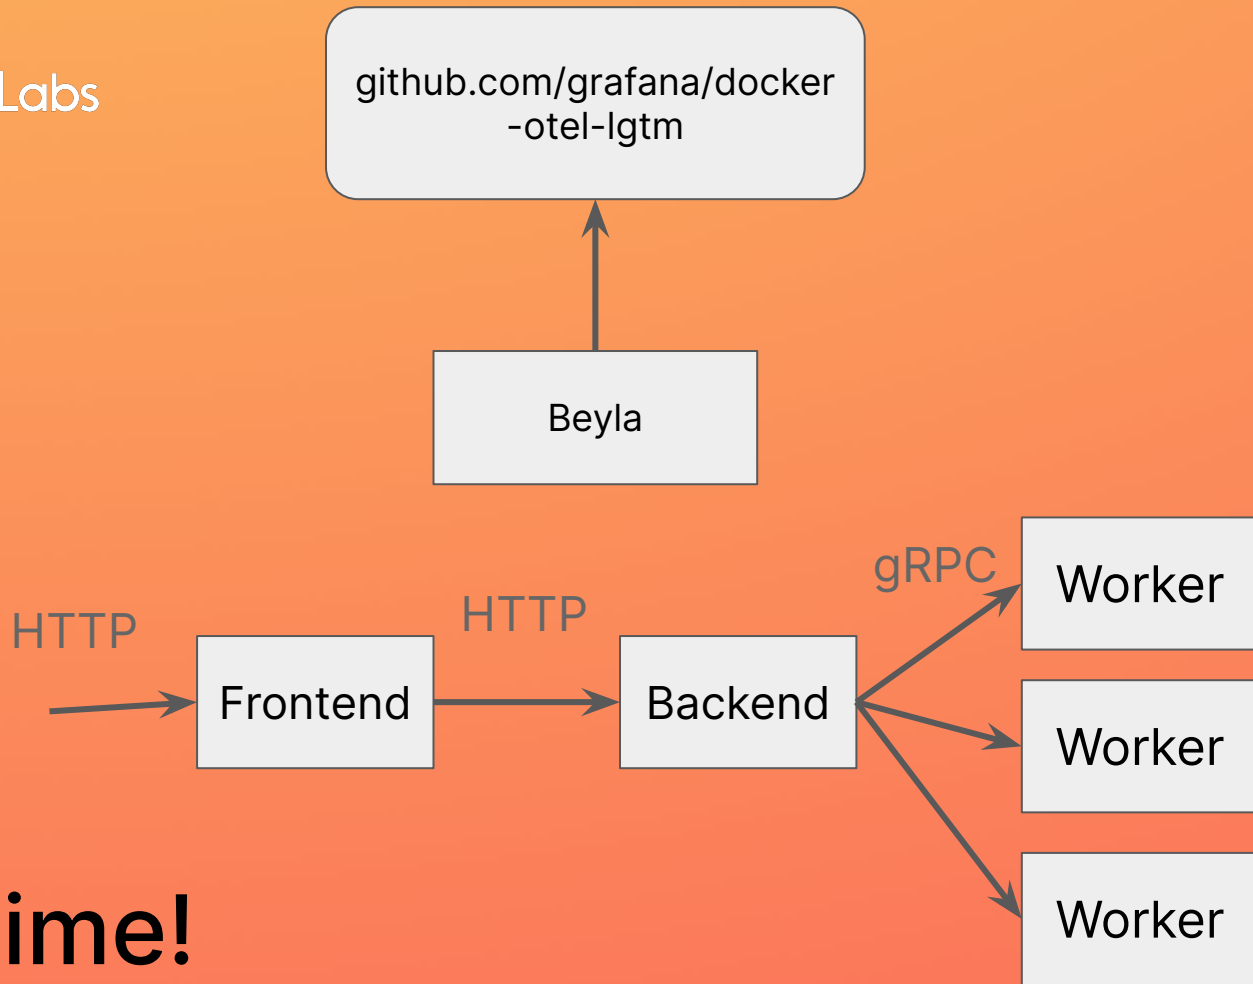 Labs
github.com/grafana/docker
-otel-lgtm
Beyla
gRPC
Worker
HTTP
HTTP
Frontend
Backend
Worker
Worker
ime!